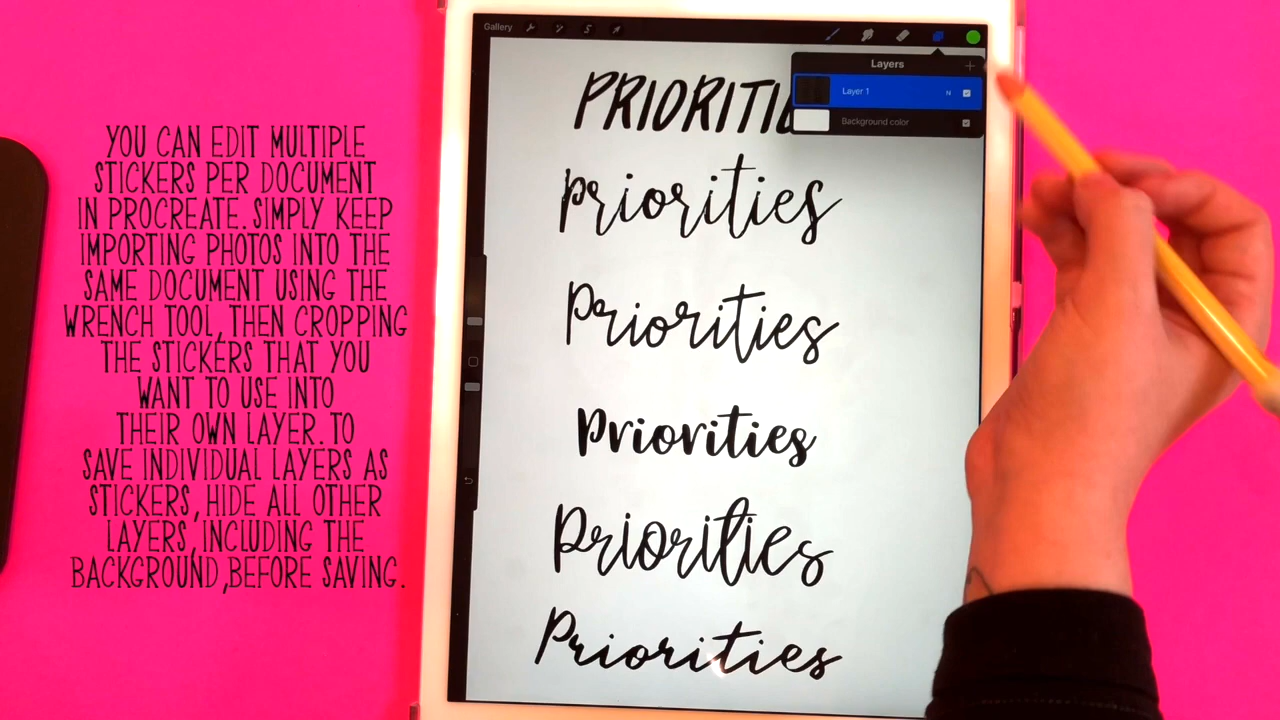 YOU CAN EDIT MULTIPLE
STICKERS PER DOCUMENT
IN PROCREATE. SIMPLY KEEP
IMPORTING PHOTOS INTO THE
SAME DOCUMENT USING THE
WRENCH TOOL, THEN CROPPING
THE STICKERS THAT YOU
WANT TO USE INTO
THEIR OWN LAYER. TO
SAVE INDIVIDUAL LAYERS AS
STICKERS, HIDE ALL OTHER
LAYERS, INCLUDING THE
BACKGROUND, BEFORE SAVING.
Gallery
Layers
Layer 1 N
Background color
PRIORITIE
priorities
Priorities
Priorities
Priorities
Priorities